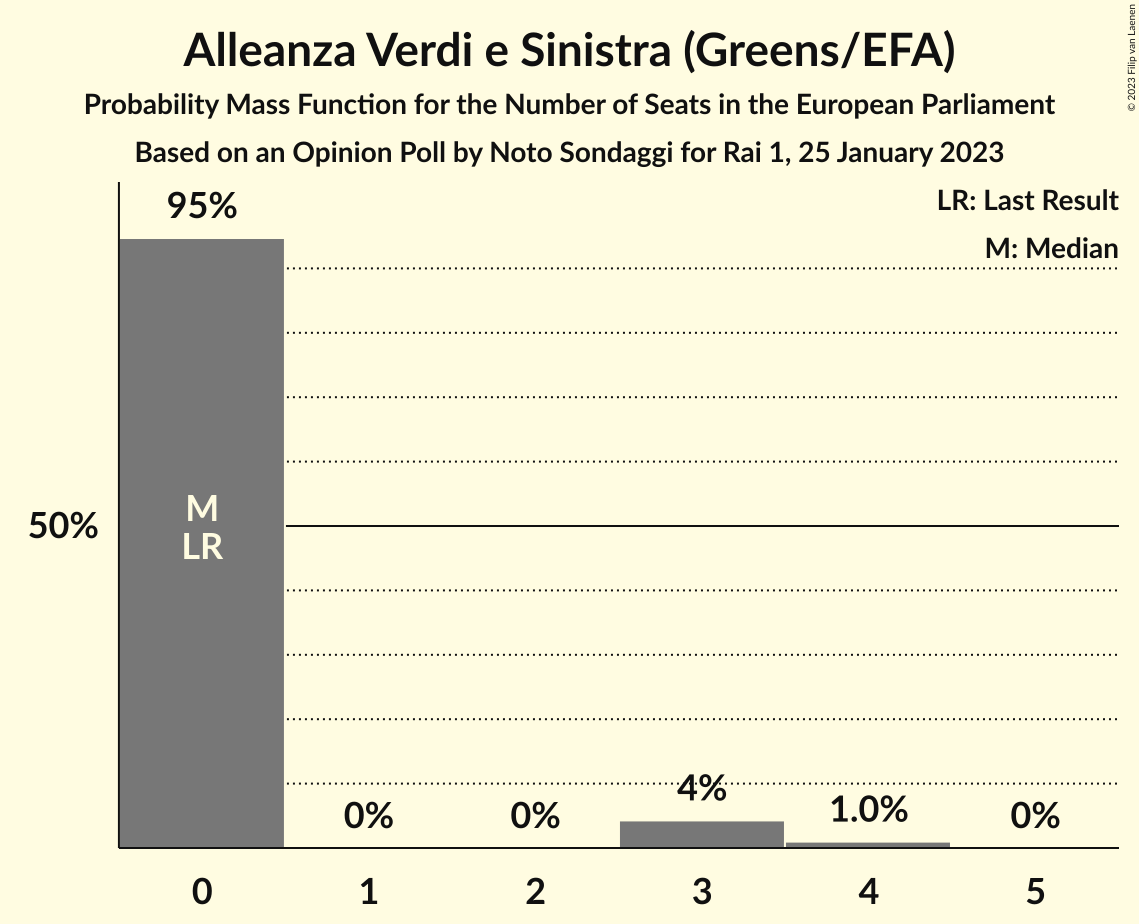 Alleanza Verdi e Sinistra (Greens/EFA)
Probability Mass Function for the Number of Seats in the European Parliament
Based on an Opinion Poll by Noto Sondaggi for Rai 1, 25 January 2023
© 2023 Filip van Laenen
LR: Last Result
M: Median
95%
M
LR
50%
0%
0%
4%
1.0%
0%
0
1
2
3
4
5